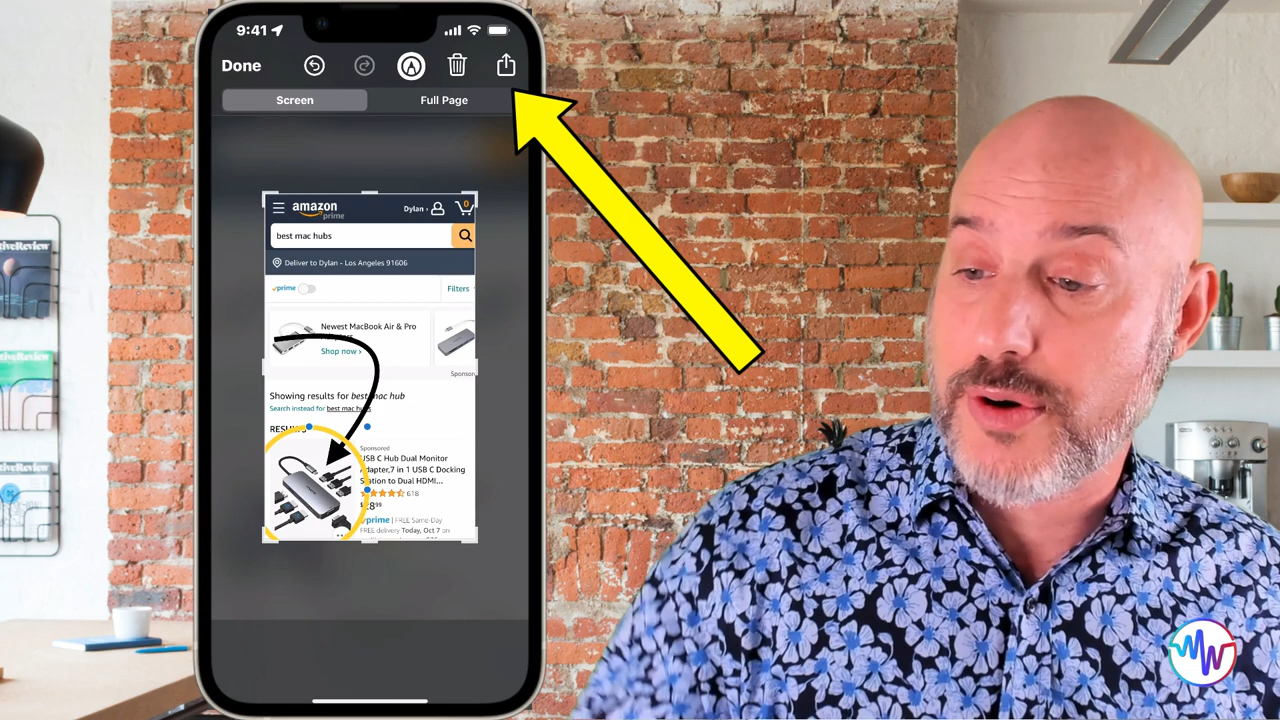 9:41
Done
Screen
Full Page
amazon
prime
Dylan ›
0
best mac hubs
Deliver to Dylan - Los Angeles 91606
prime
Filters
Newest MacBook Air & Pro
Shop now ›
Showing results for best mac hub
Search instead for best mac hubs
RESULTS
Sponsored
USB C Hub Dual Monitor
Adapter,7 in 1 USB C Docking
Station to Dual HDMI...
618
prime | FREE Same-Day
FREE delivery Today, Oct 7 on
tiveReview
tiveReview
MW